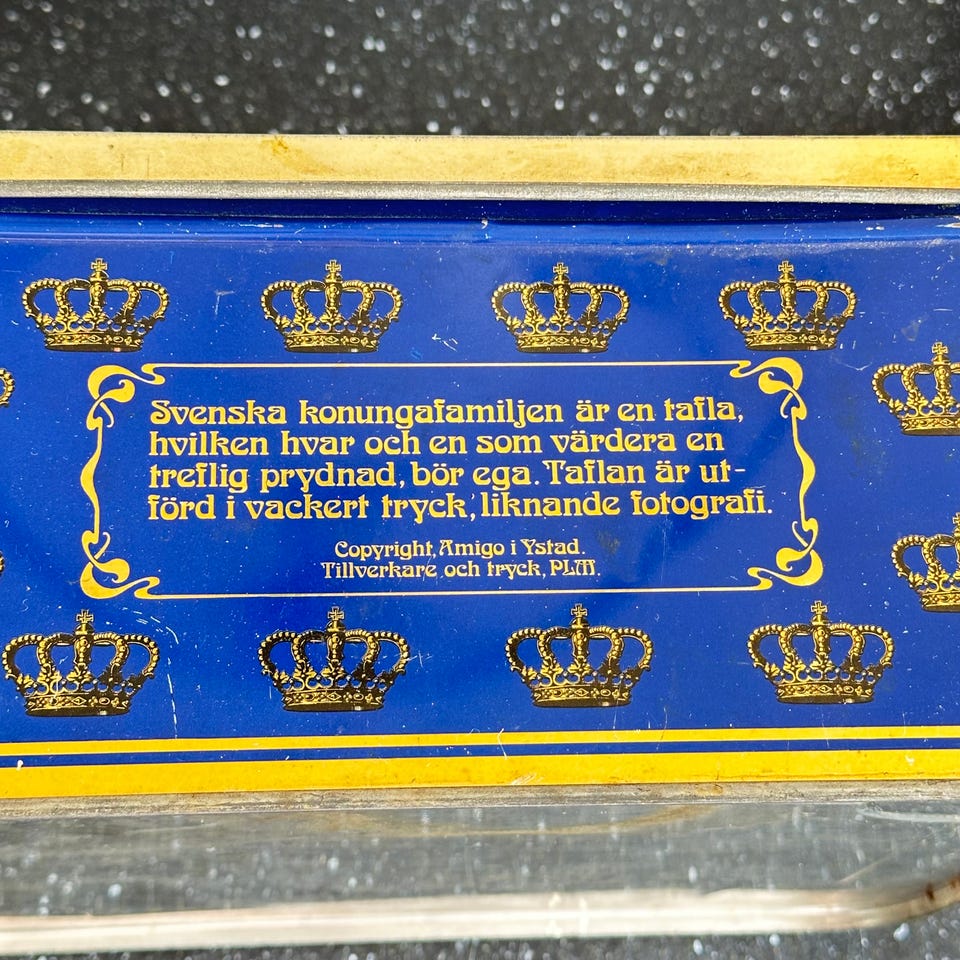 Svenska konungafamiljen är en tafla,
hvilken hvar och en som värdera en
treflig prydnad, bör ega. Taflan är ut-
förd i vackert tryck, liknande fotografi.
Copyright, Amigo i Ystad.
Tillverkare och tryck, PLM.